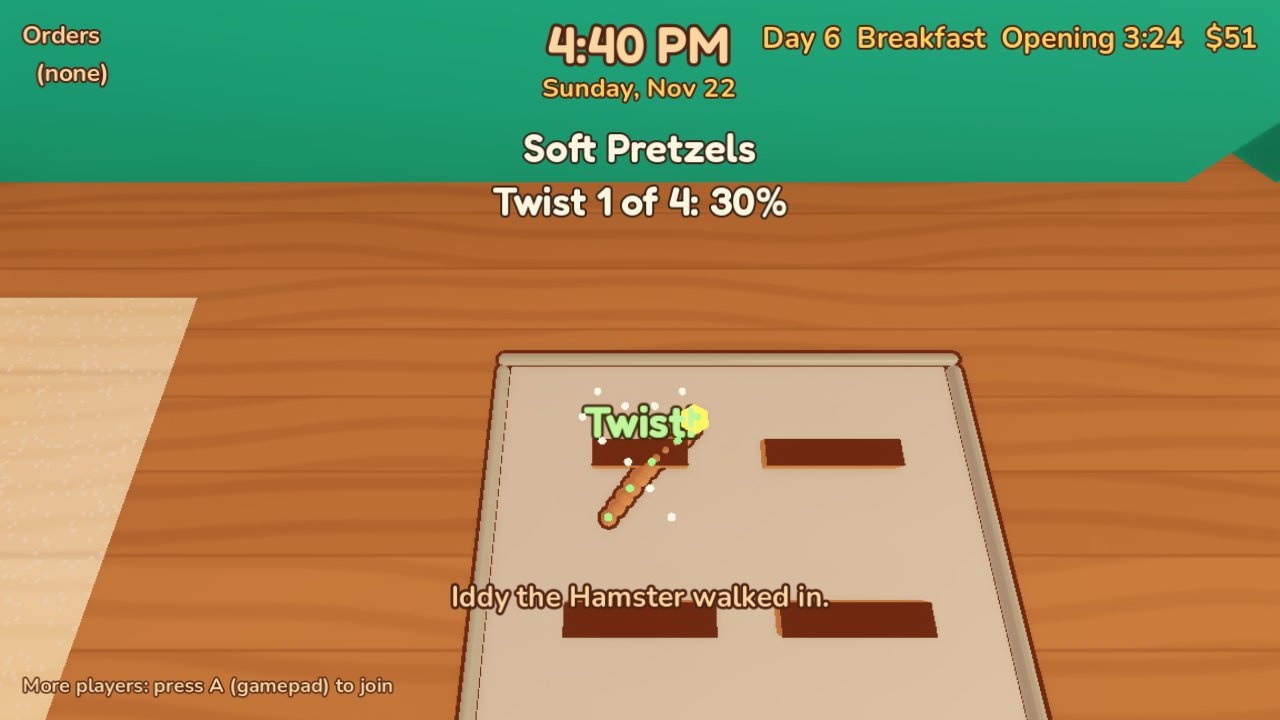 Orders
(none)
4:40 PM
Sunday, Nov 22
Day 6 Breakfast Opening 3:24 $51
Soft Pretzels
Twist 1 of 4: 30%
Twist!
Iddy the Hamster walked in.
More players: press A (gamepad) to join